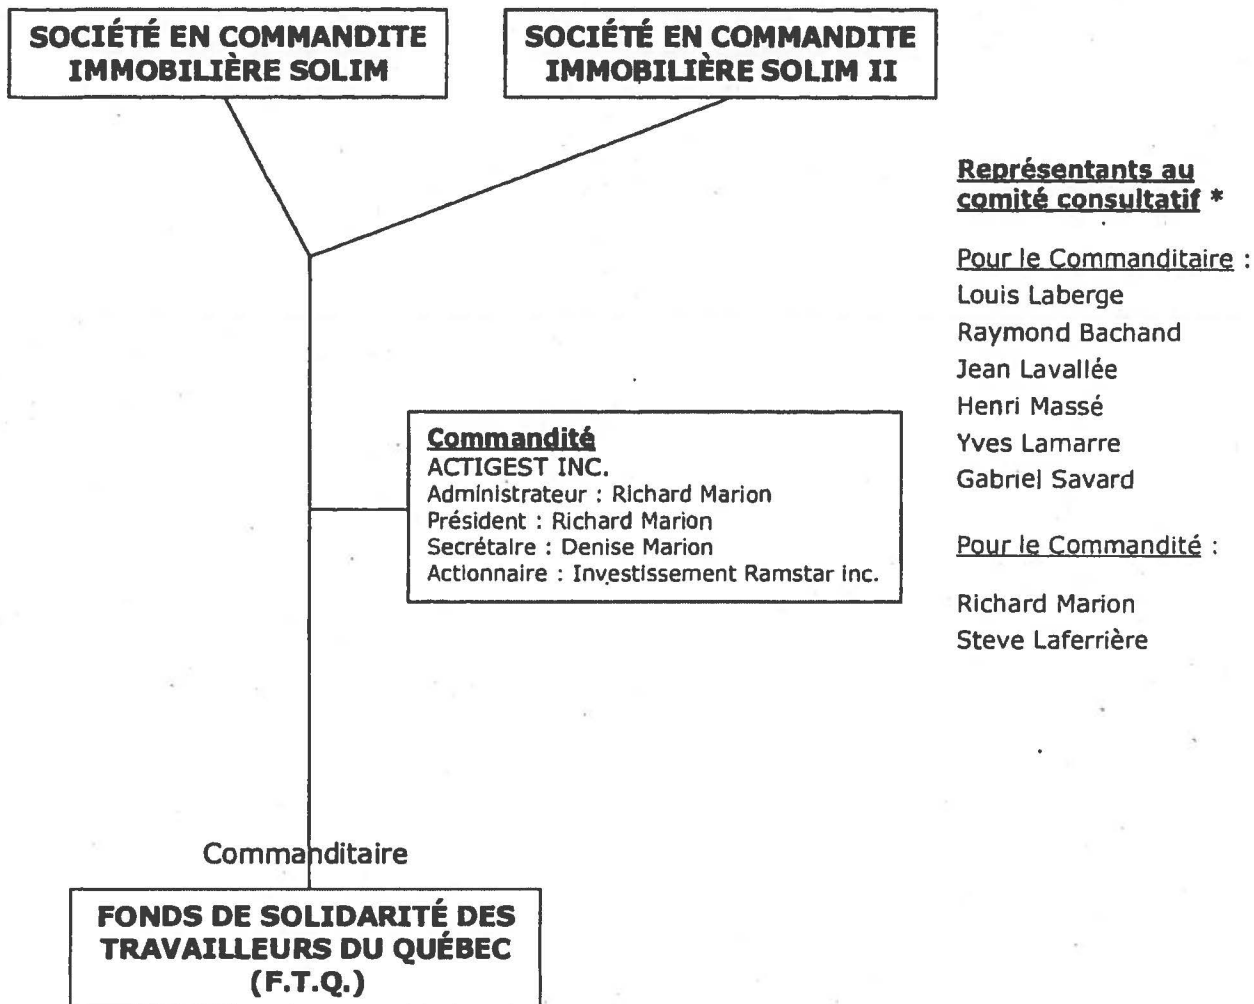 SOCIÉTÉ EN COMMANDITE
IMMOBILIÈRE SOLIM
SOCIÉTÉ EN COMMANDITE
IMMOBILIÈRE SOLIM II
Représentants au
comité consultatif *
Pour le Commanditaire :
Louis Laberge
Raymond Bachand
Jean Lavallée
Henri Massé
Yves Lamarre
Gabriel Savard
Pour le Commandité :
Richard Marion
Steve Laferrière
Commandité
ACTIGEST INC.
Administrateur : Richard Marion
Président : Richard Marion
Secrétaire : Denise Marion
Actionnaire : Investissement Ramstar inc.
Commanditaire
FONDS DE SOLIDARITÉ DES
TRAVAILLEURS DU QUÉBEC
(F.T.Q.)